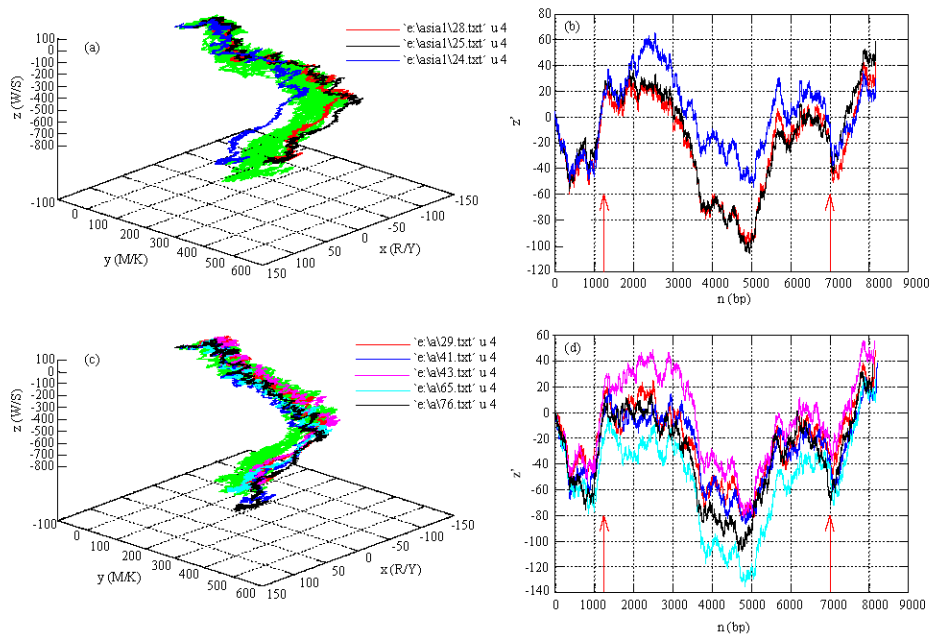 (a)
`e:\asia1\28.txt´ u 4
`e:\asia1\25.txt´ u 4
`e:\asia1\24.txt´ u 4
z (W/S)
100
0
-100
-200
-300
-400
-500
-600
-700
-800
-100
0
100
200
300
400
500
600
y (M/K)
150
100
50
0
-50
-100
-150
x (R/Y)
(b)
z'
60
40
20
0
-20
-40
-60
-80
-100
-120
0 1000 2000 3000 4000 5000 6000 7000 8000 9000
n (bp)
(c)
`e:\a\29.txt´ u 4
`e:\a\41.txt´ u 4
`e:\a\43.txt´ u 4
`e:\a\65.txt´ u 4
`e:\a\76.txt´ u 4
z (W/S)
100
0
-100
-200
-300
-400
-500
-600
-700
-800
-100
0
100
200
300
400
500
600
y (M/K)
150
100
50
0
-50
-100
-150
x (R/Y)
(d)
z'
60
40
20
0
-20
-40
-60
-80
-100
-120
-140
0 1000 2000 3000 4000 5000 6000 7000 8000 9000
n (bp)